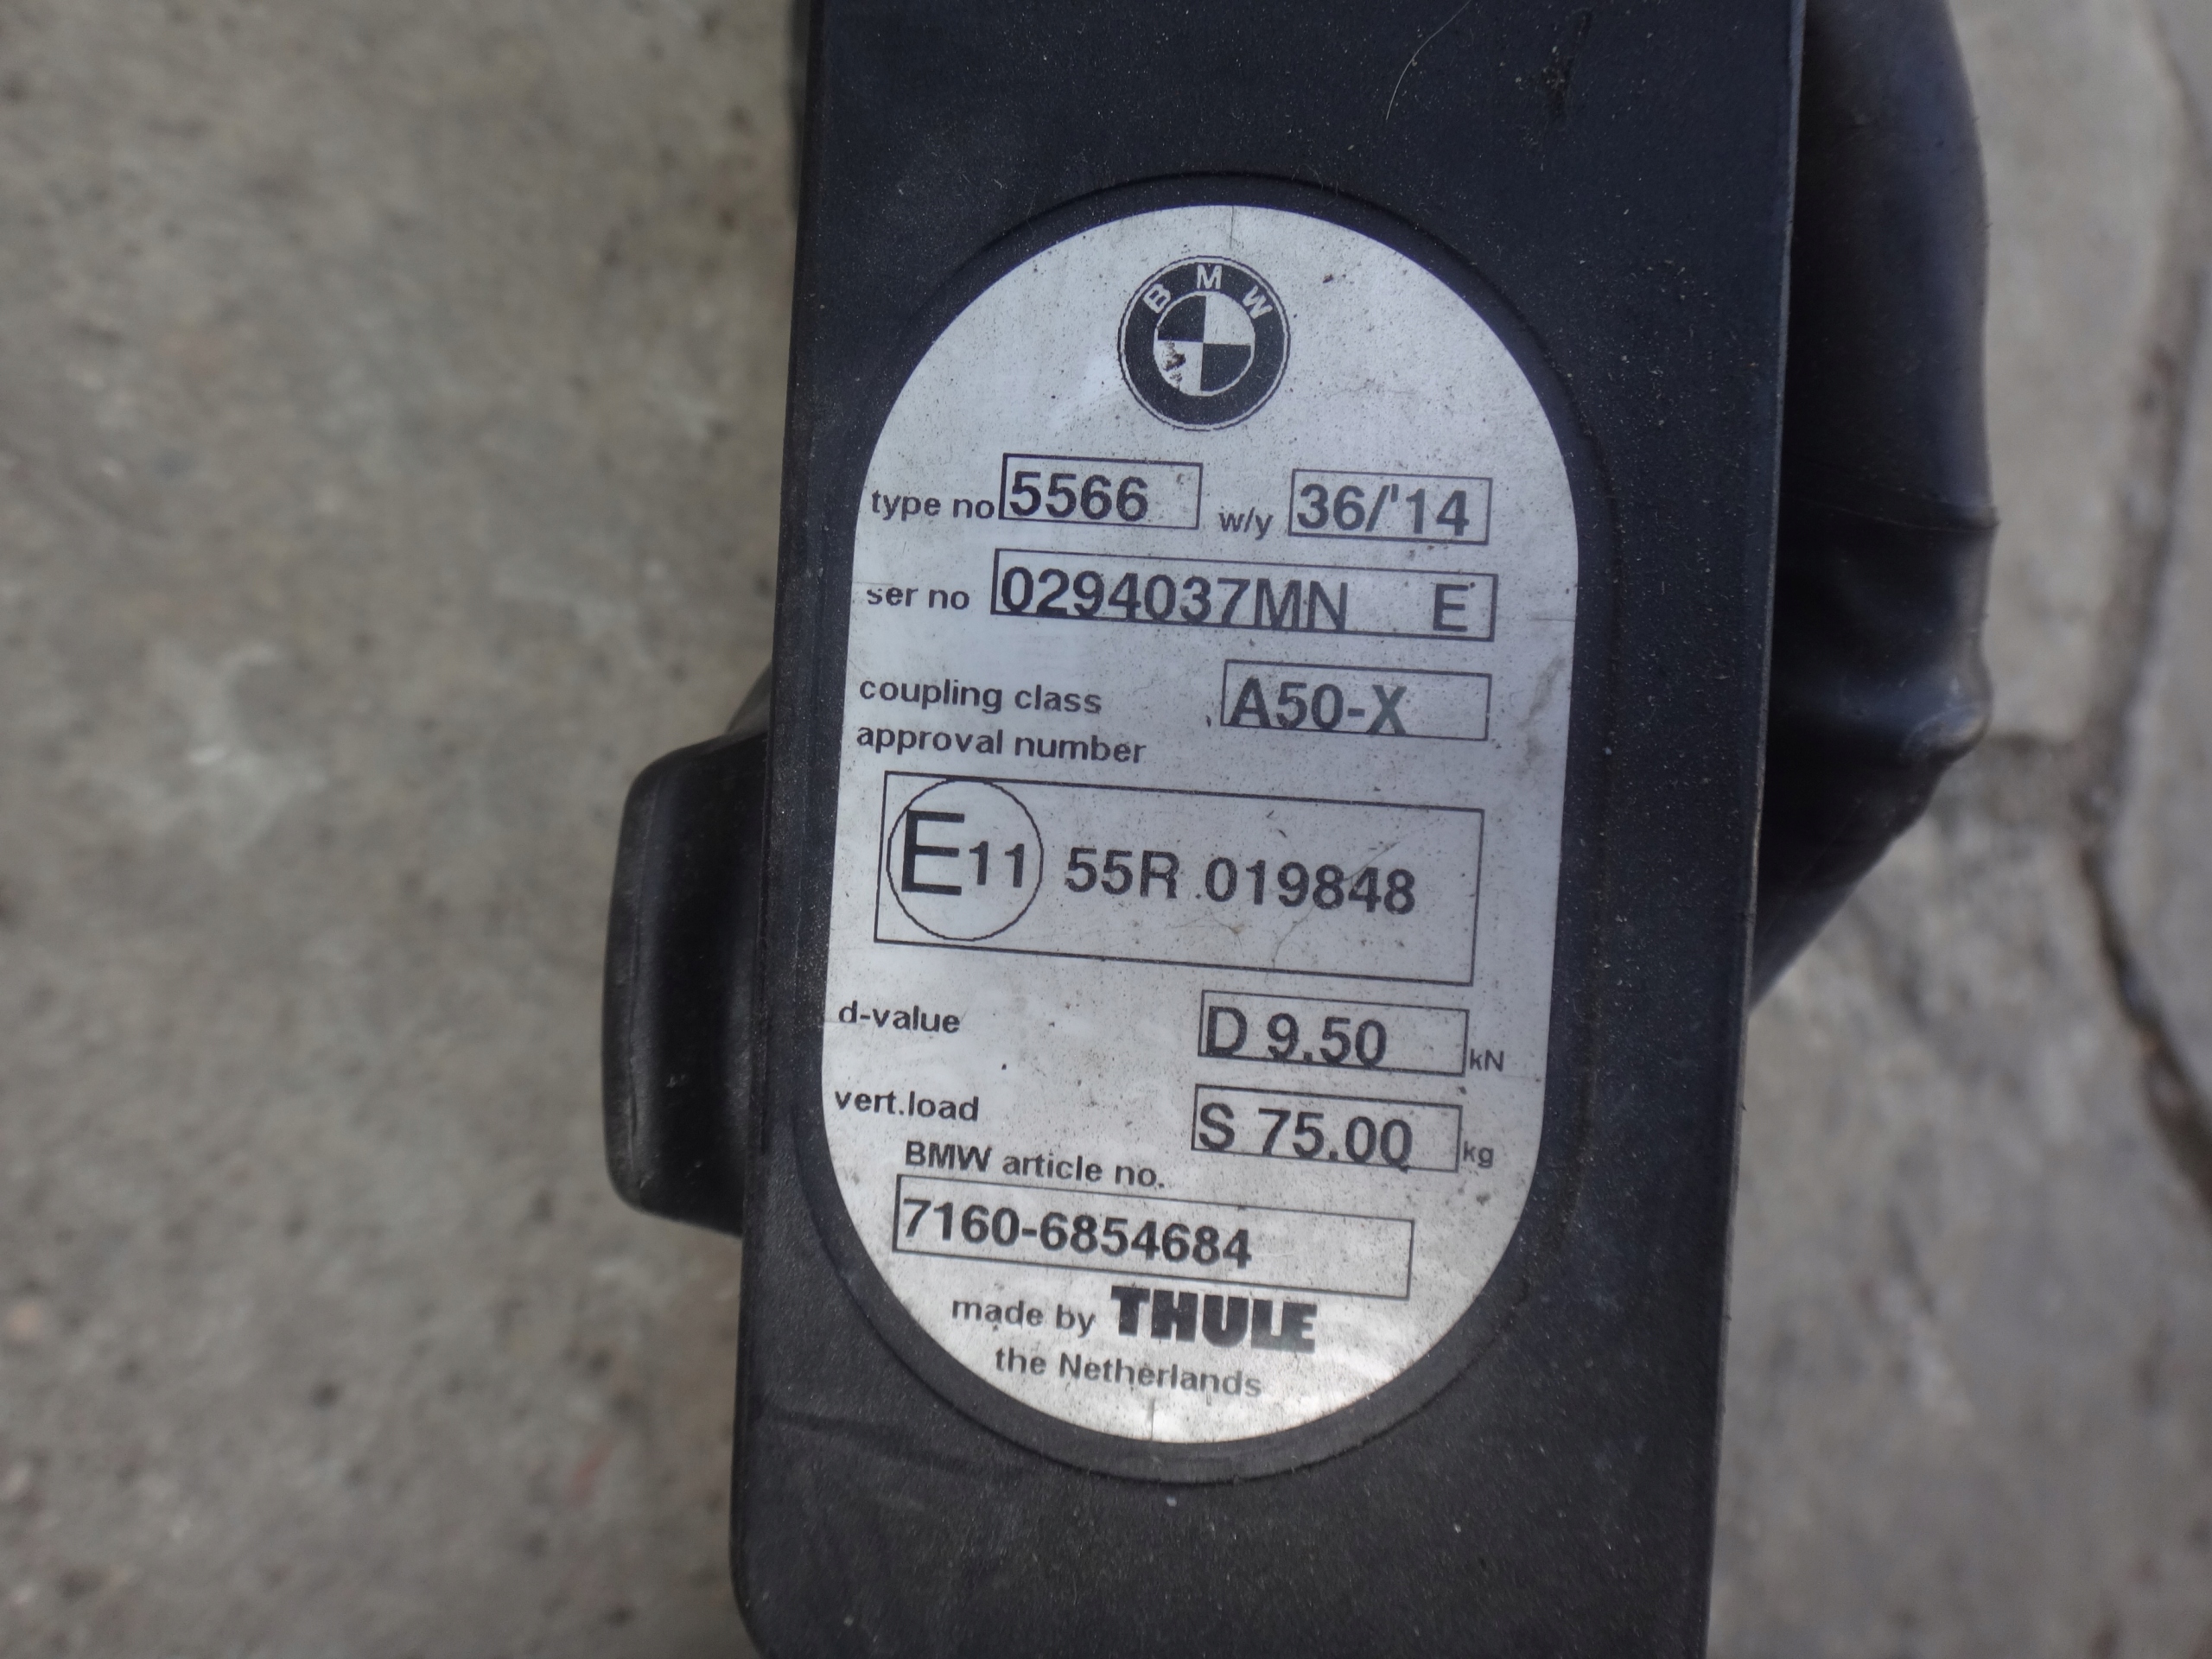 BMW
type no 5566 w/y 36/'14
ser no 0294037MN E
coupling class A50-X
approval number
E11 55R 019848
d-value D 9.50 kN
vert.load S 75.00 kg
BMW article no.
7160-6854684
made by THULE
the Netherlands